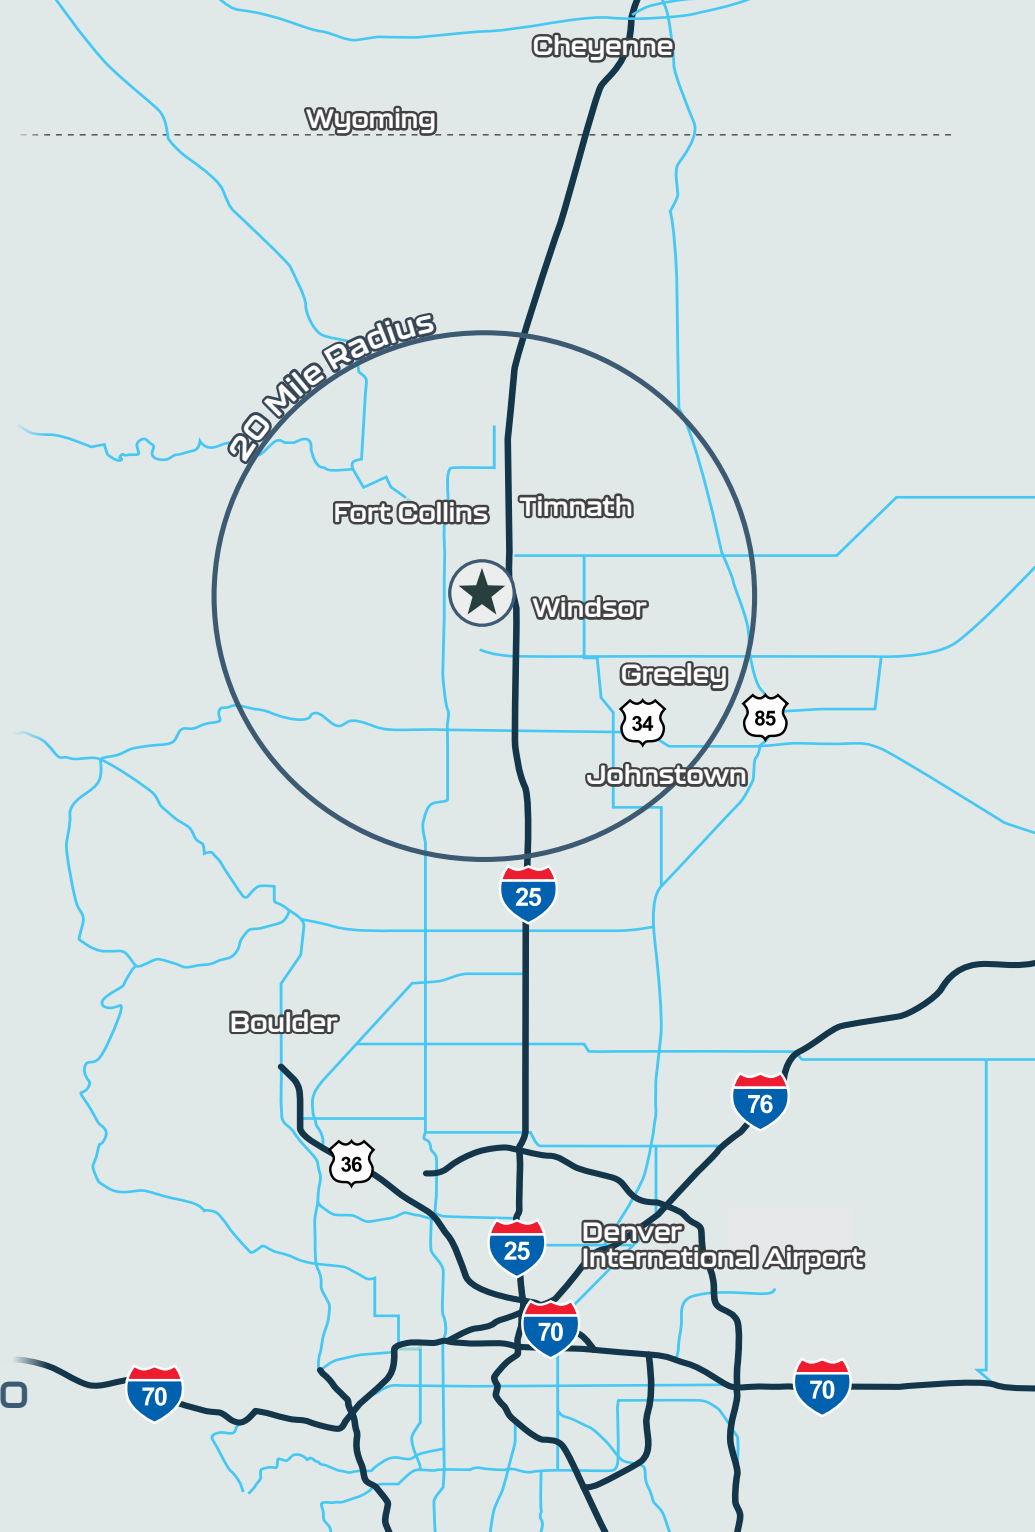 Cheyenne
Wyoming
20 Mile Radius
Fort Collins
Timnath
Windsor
Greeley
34
85
Johnstown
25
Boulder
76
36
25
Denver
International Airport
70
70
70
o